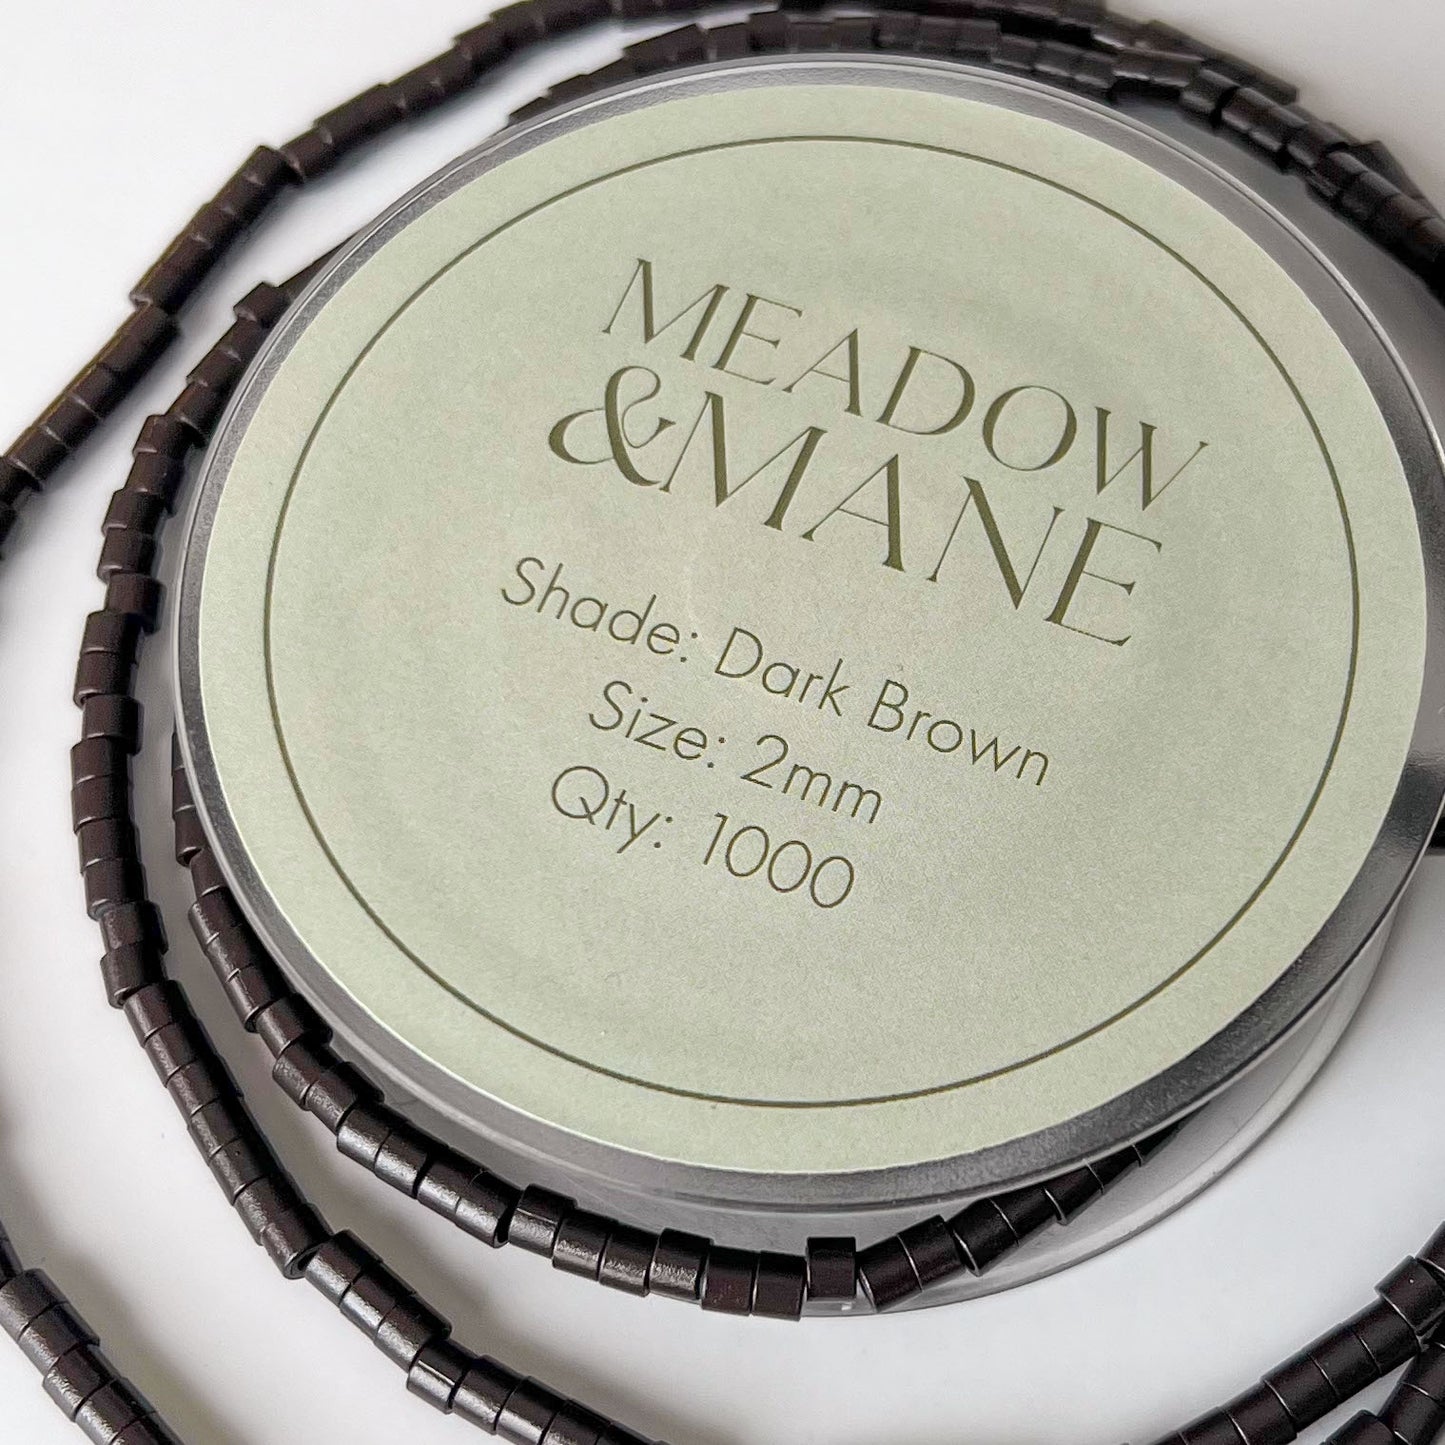 MEADOW
&MANE
Shade: Dark Brown
Size: 2mm
Qty: 1000